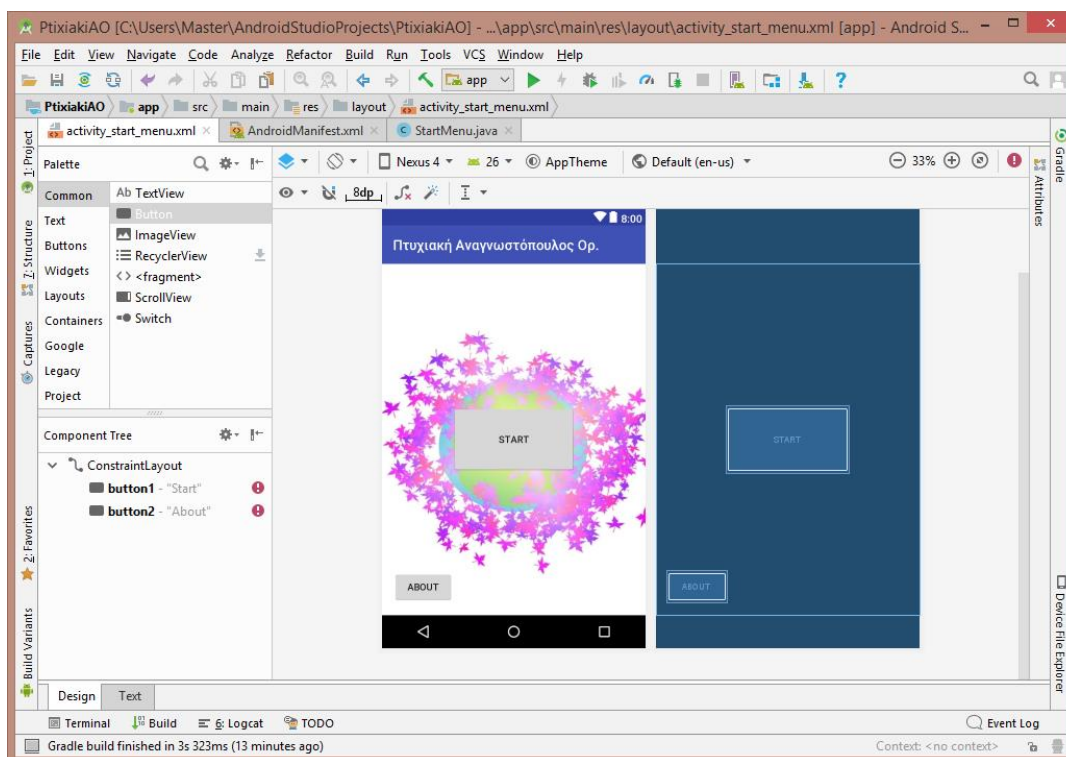 PtixiakiAO [C:\Users\Master\AndroidStudioProjects\PtixiakiAO] - ...\app\src\main\res\layout\activity_start_menu.xml [app] - Android S...
File Edit View Navigate Code Analyze Refactor Build Run Tools VCS Window Help
app
PtixiakiAO app src main res layout activity_start_menu.xml
activity_start_menu.xml AndroidManifest.xml StartMenu.java
1: Project
7: Structure
Captures
2: Favorites
Build Variants
Palette
Common
Text
Buttons
Widgets
Layouts
Containers
Google
Legacy
Project
Ab TextView
Button
ImageView
RecyclerView
<> <fragment>
ScrollView
Switch
Component Tree
ConstraintLayout
button1 - "Start"
button2 - "About"
Nexus 4 26 AppTheme Default (en-us) 33%
8dp
8:00
Πτυχιακή Αναγνωστόπουλος Ορ.
START
ABOUT
START
ABOUT
Gradle
Attributes
Device File Explorer
Design Text
Terminal Build 6: Logcat TODO Event Log
Gradle build finished in 3s 323ms (13 minutes ago) Context: <no context>